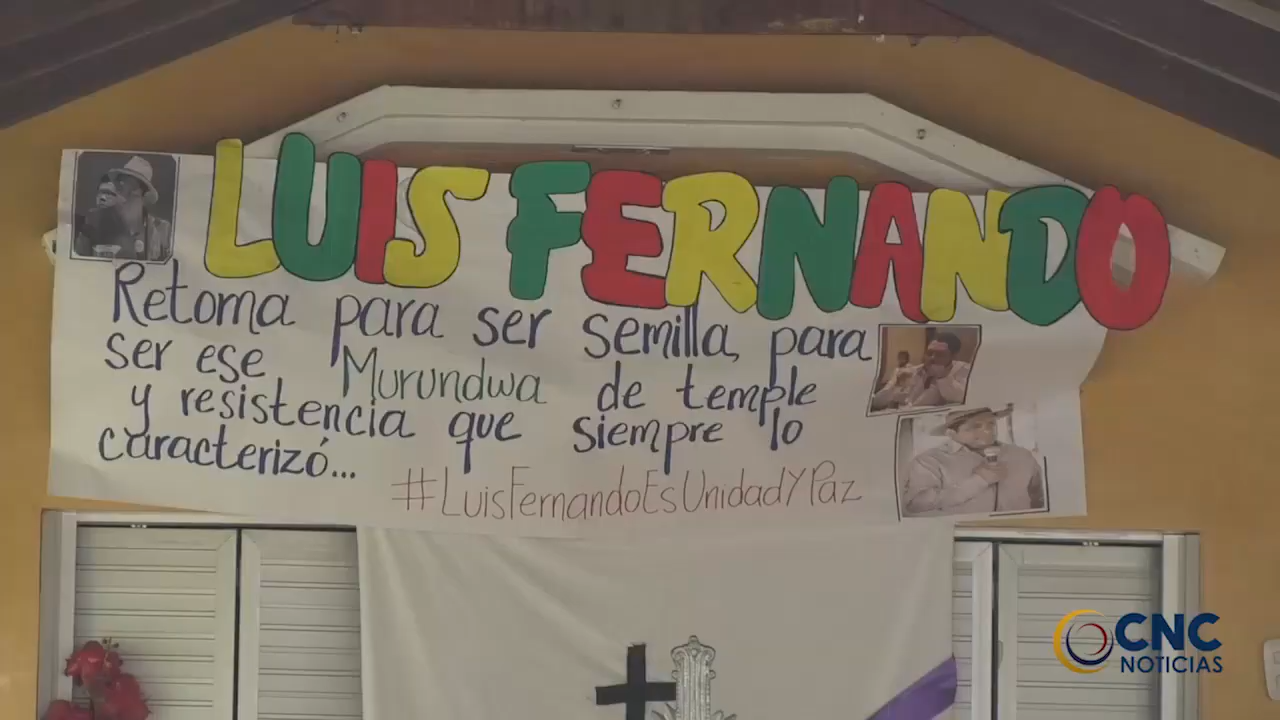 LUIS FERNANDO
Retoma para ser semilla, para
ser ese Murundwa de temple
y resistencia que siempre lo
caracterizó...
#LuisFernandoEsUnidadYPaz
CNC
NOTICIAS